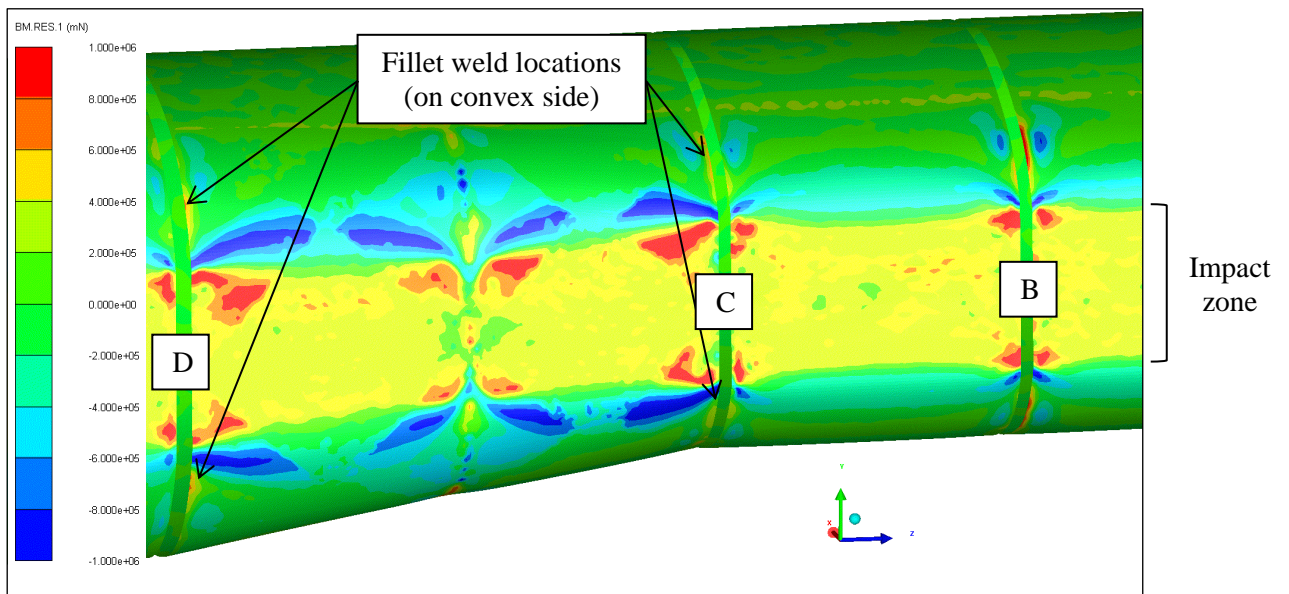 BM.RES.1 (mN)
1.000e+06
8.000e+05
6.000e+05
4.000e+05
2.000e+05
0.000e+00
-2.000e+05
-4.000e+05
-6.000e+05
-8.000e+05
-1.000e+06
Fillet weld locations
(on convex side)
D
C
B
Impact
zone
Y
X
Z